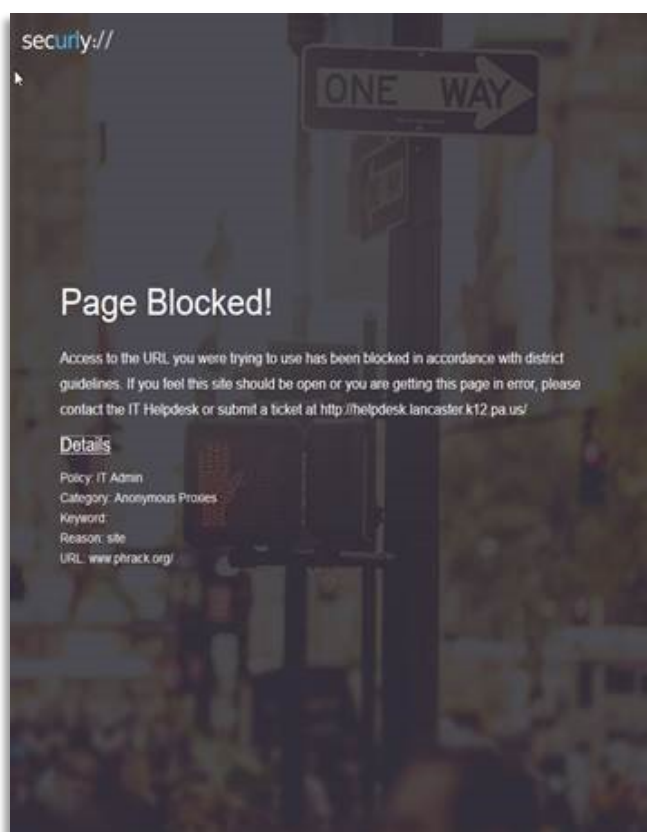 securly://
ONE WAY
Page Blocked!
Access to the URL you were trying to use has been blocked in accordance with district
guidelines. If you feel this site should be open or you are getting this page in error, please
contact the IT Helpdesk or submit a ticket at http://helpdesk.lancaster.k12.pa.us/
Details
Policy: IT Admin
Category: Anonymous Proxies
Keyword:
Reason: site
URL: www.phrack.org/